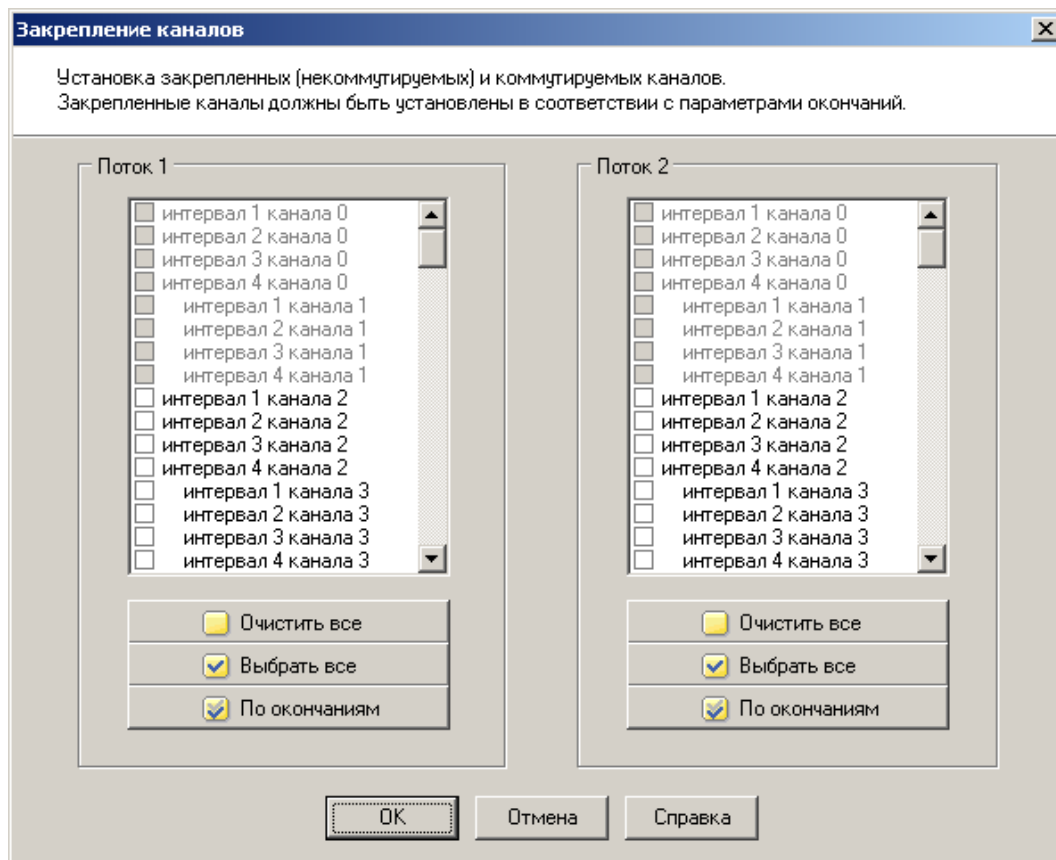 Закрепление каналов
Установка закрепленных (некоммутируемых) и коммутируемых каналов.
Закрепленные каналы должны быть установлены в соответствии с параметрами окончаний.
Поток 1
интервал 1 канала 0
интервал 2 канала 0
интервал 3 канала 0
интервал 4 канала 0
интервал 1 канала 1
интервал 2 канала 1
интервал 3 канала 1
интервал 4 канала 1
интервал 1 канала 2
интервал 2 канала 2
интервал 3 канала 2
интервал 4 канала 2
интервал 1 канала 3
интервал 2 канала 3
интервал 3 канала 3
интервал 4 канала 3
Очистить все
Выбрать все
По окончаниям
Поток 2
интервал 1 канала 0
интервал 2 канала 0
интервал 3 канала 0
интервал 4 канала 0
интервал 1 канала 1
интервал 2 канала 1
интервал 3 канала 1
интервал 4 канала 1
интервал 1 канала 2
интервал 2 канала 2
интервал 3 канала 2
интервал 4 канала 2
интервал 1 канала 3
интервал 2 канала 3
интервал 3 канала 3
интервал 4 канала 3
Очистить все
Выбрать все
По окончаниям
OK
Отмена
Справка